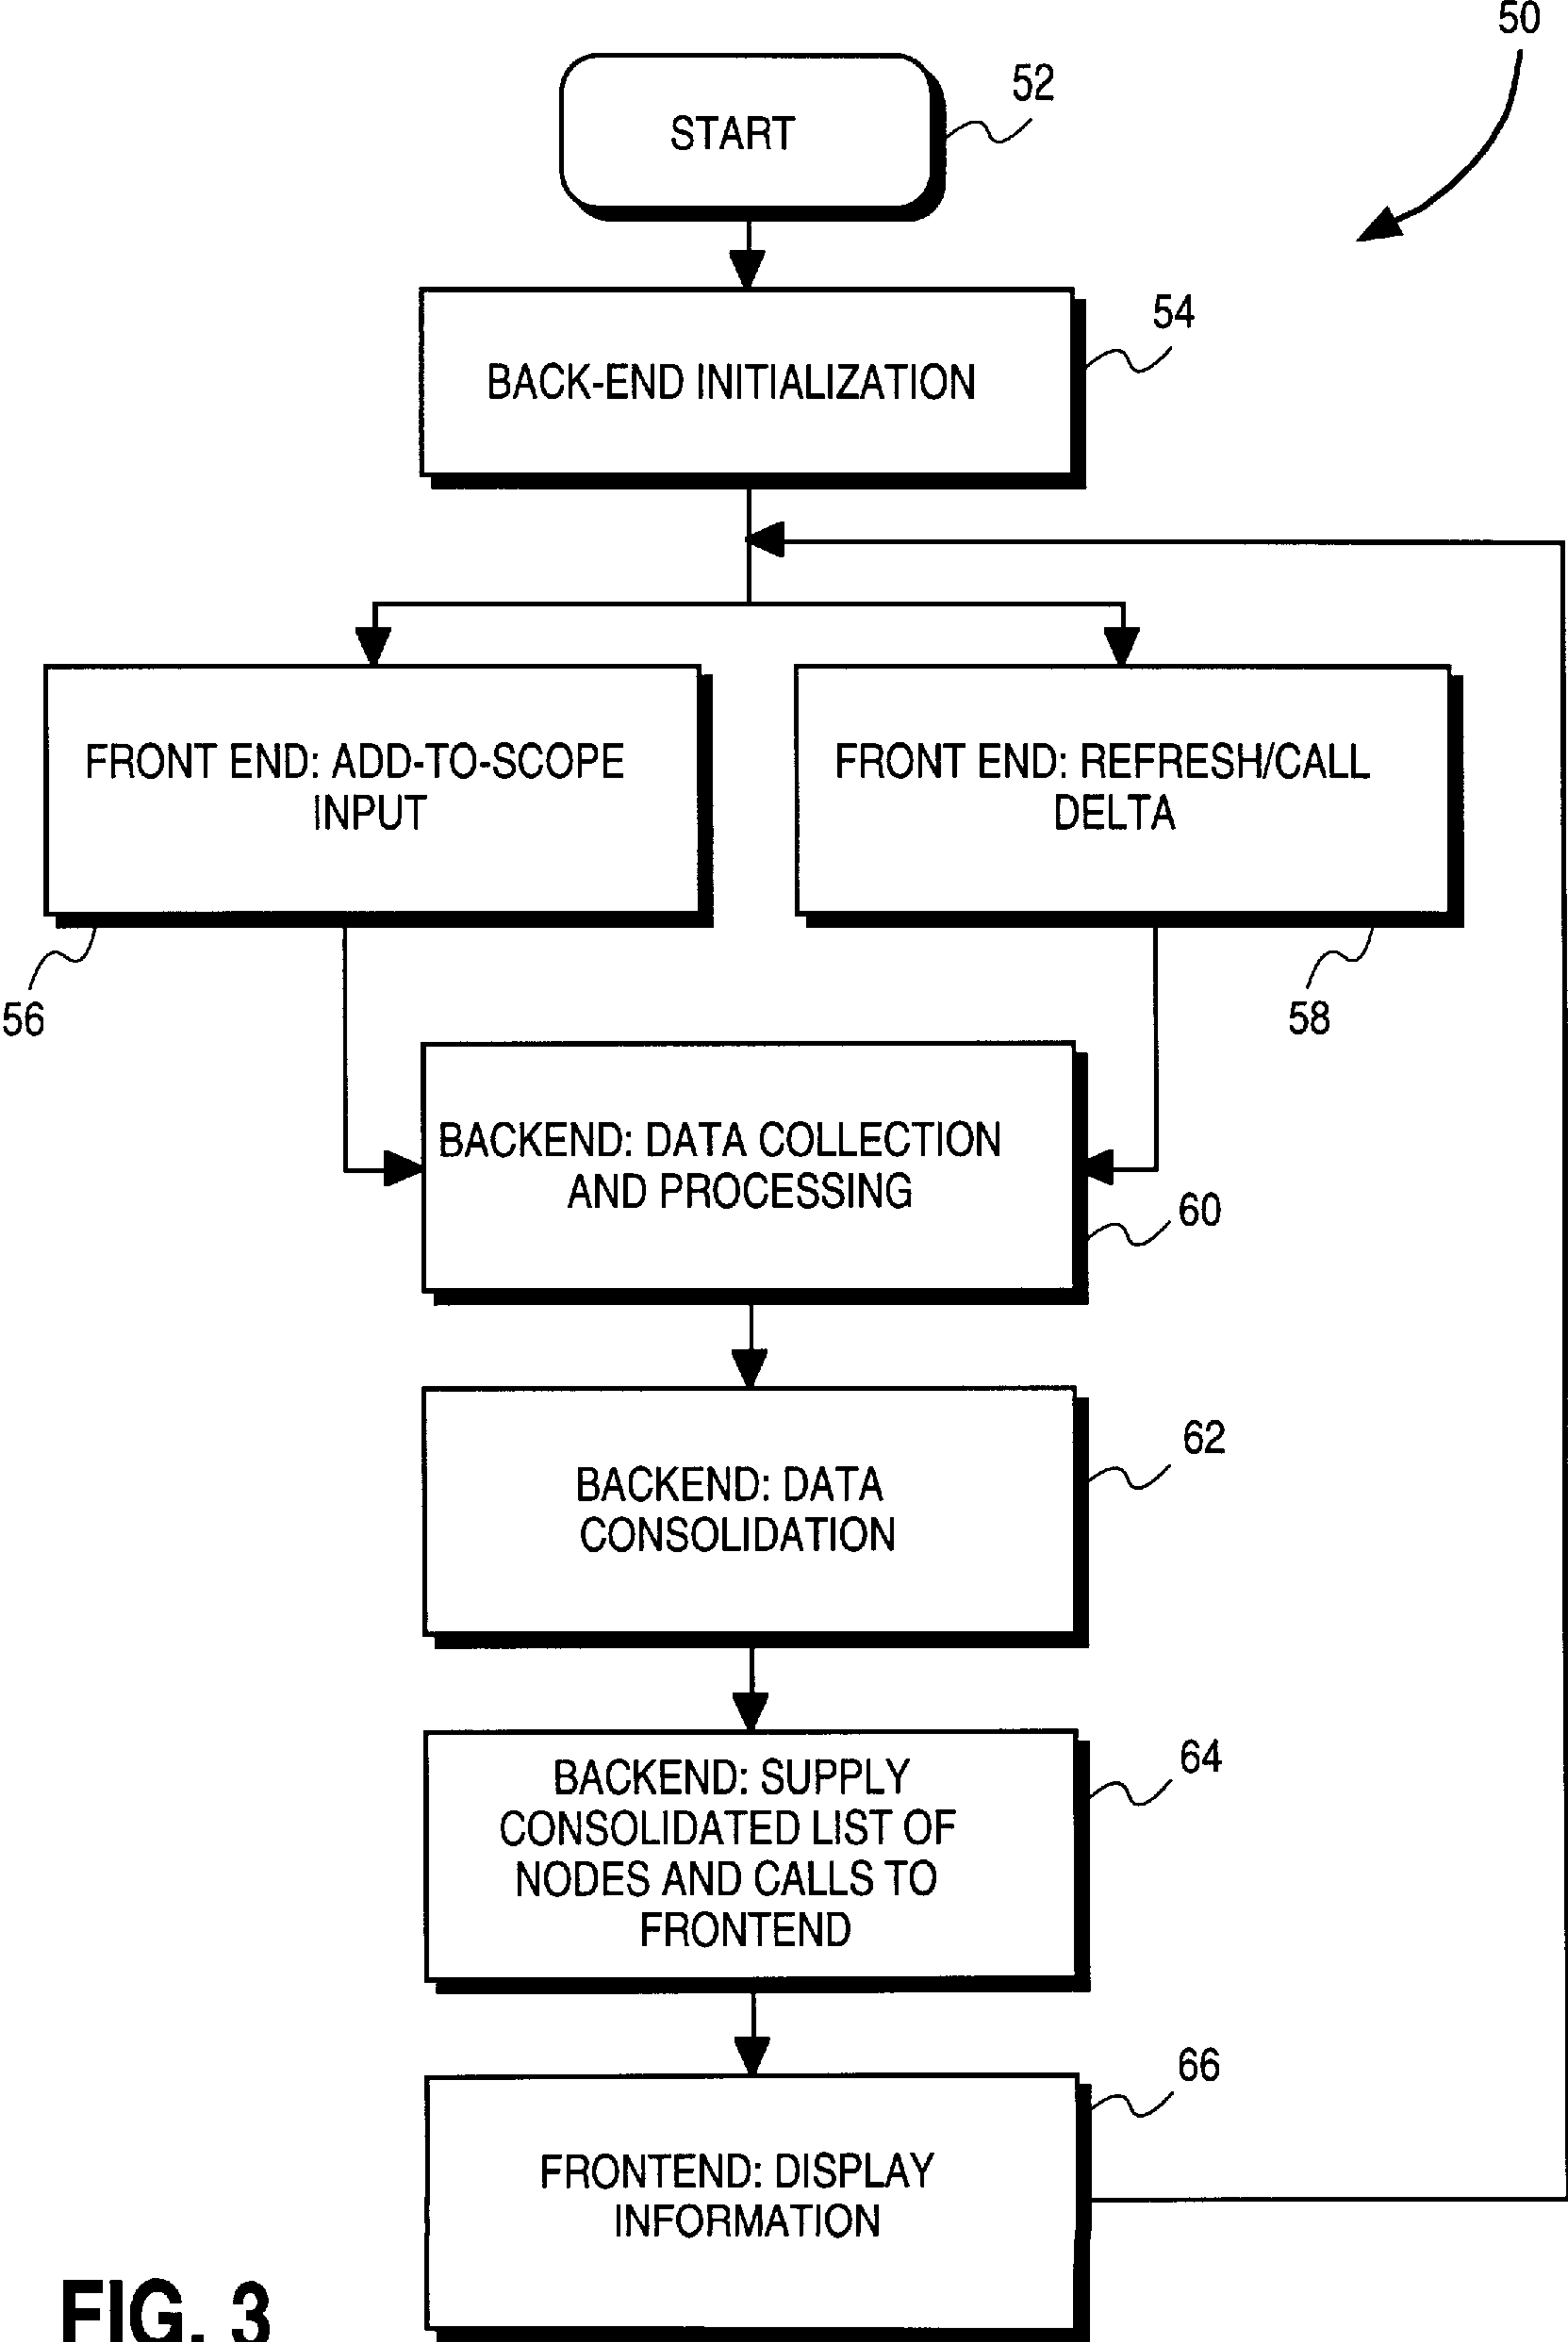 50
START
52
BACK-END INITIALIZATION
54
FRONT END: ADD-TO-SCOPE
INPUT
56
FRONT END: REFRESH/CALL
DELTA
58
BACKEND: DATA COLLECTION
AND PROCESSING
60
BACKEND: DATA
CONSOLIDATION
62
BACKEND: SUPPLY
CONSOLIDATED LIST OF
NODES AND CALLS TO
FRONTEND
64
FRONTEND: DISPLAY
INFORMATION
66
FIG. 3